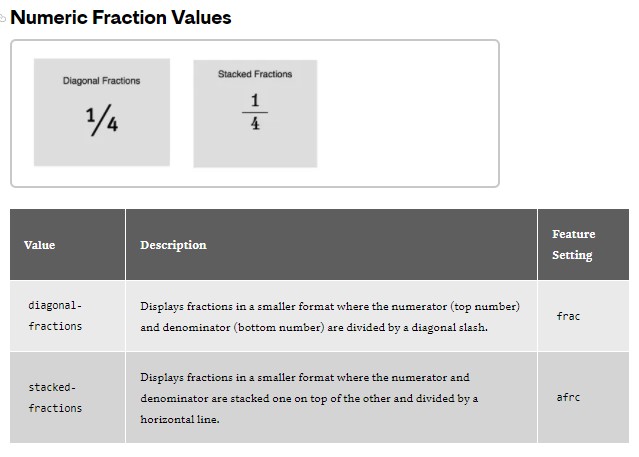 Numeric Fraction Values
Diagonal Fractions
1/4
Stacked Fractions
1
4
Value
Description
Feature
Setting
diagonal-
fractions
Displays fractions in a smaller format where the numerator (top number)
and denominator (bottom number) are divided by a diagonal slash.
frac
stacked-
fractions
Displays fractions in a smaller format where the numerator and
denominator are stacked one on top of the other and divided by a
horizontal line.
afrc